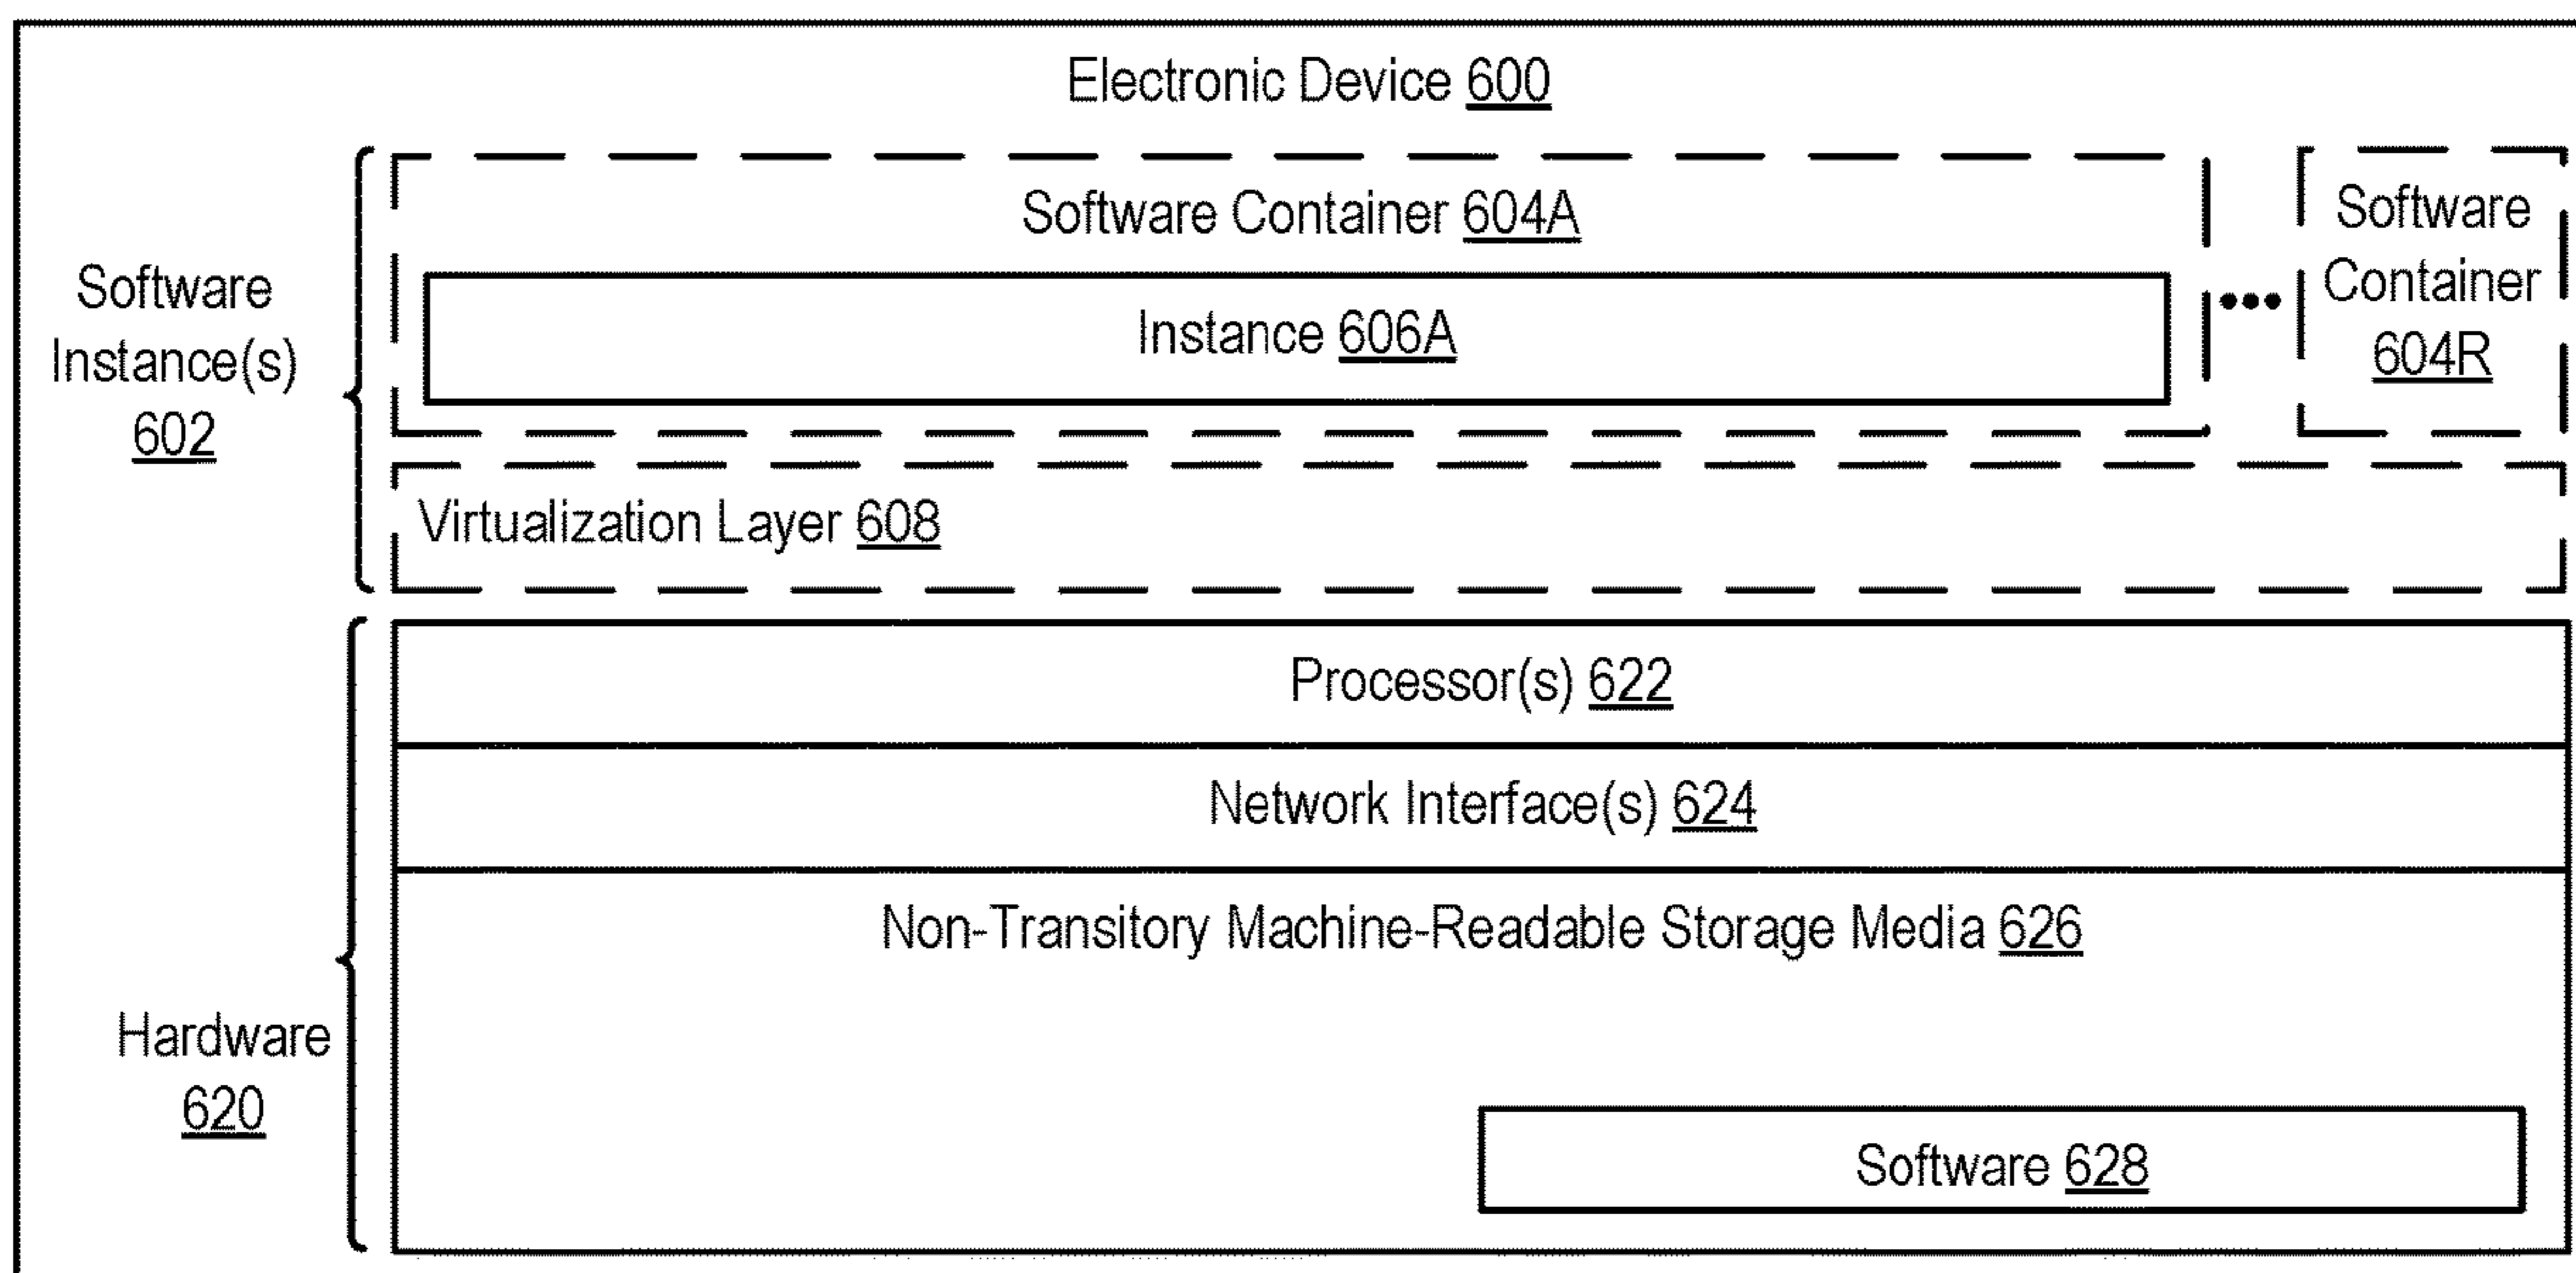 Electronic Device 600
Software Container 604A
Software
Container
604R
Software
Instance(s)
602
Instance 606A
Virtualization Layer 608
Processor(s) 622
Network Interface(s) 624
Non-Transitory Machine-Readable Storage Media 626
Hardware
620
Software 628